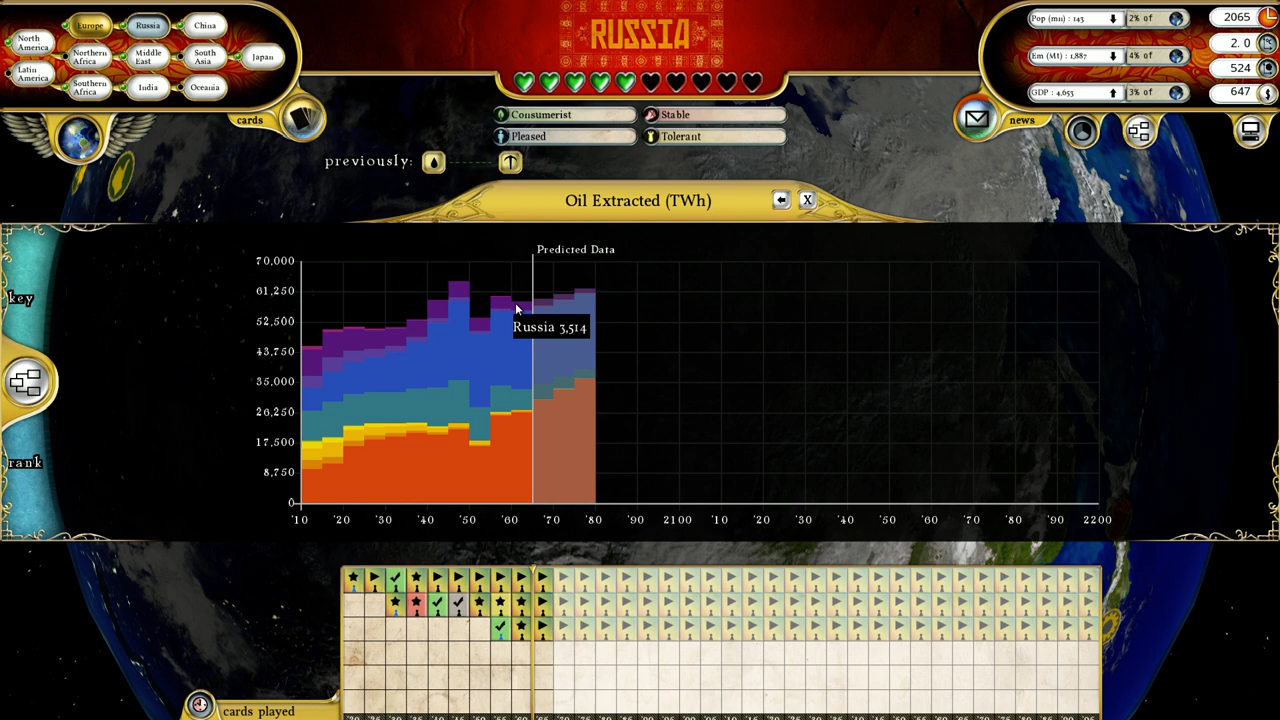 Europe
Russia
China
North America
Northern Africa
Middle East
South Asia
Japan
Latin America
Southern Africa
India
Oceania
cards
RUSSIA
Consumerist
Stable
Pleased
Tolerant
Pop (mn) : 143
2% of
2065
Em (Mt) : 1,887
4% of
2. 0
524
GDP : 4,653
3% of
647
news
previously:
Oil Extracted (TWh)
X
Predicted Data
key
rank
70,000
61,250
52,500
43,750
35,000
26,250
17,500
8,750
0
Russia 3,514
'10 '20 '30 '40 '50 '60 '70 '80 '90 2100 '10 '20 '30 '40 '50 '60 '70 '80 '90 2200
cards played